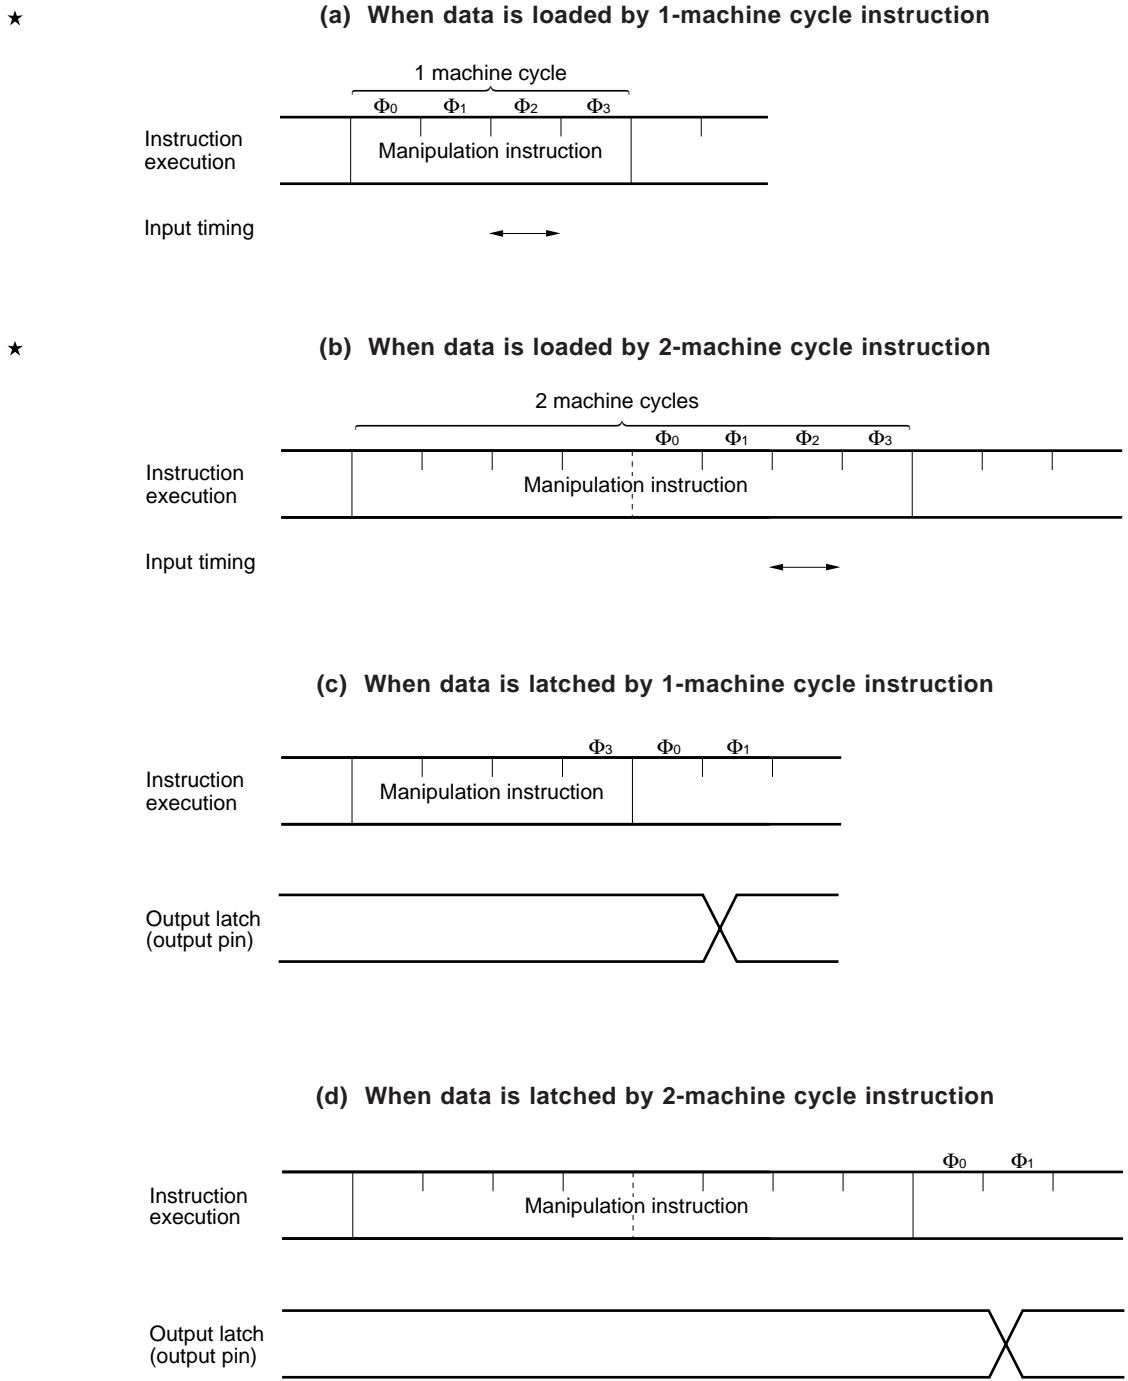 ★ (a) When data is loaded by 1-machine cycle instruction
1 machine cycle
Φ0 Φ1 Φ2 Φ3
Instruction
execution
Manipulation instruction
Input timing
★ (b) When data is loaded by 2-machine cycle instruction
2 machine cycles
Φ0 Φ1 Φ2 Φ3
Instruction
execution
Manipulation instruction
Input timing
(c) When data is latched by 1-machine cycle instruction
Φ3 Φ0 Φ1
Instruction
execution
Manipulation instruction
Output latch
(output pin)
(d) When data is latched by 2-machine cycle instruction
Φ0 Φ1
Instruction
execution
Manipulation instruction
Output latch
(output pin)